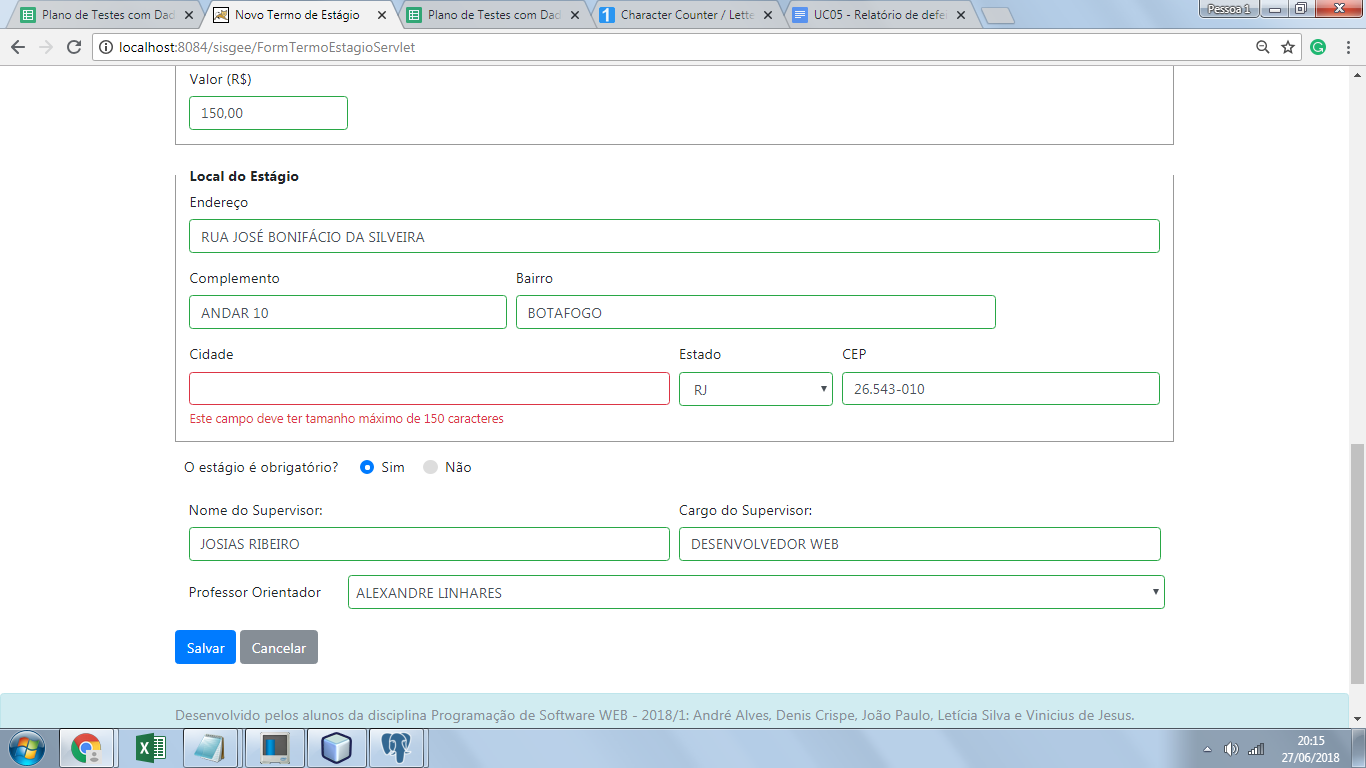 Plano de Testes com Dad
Novo Termo de Estágio
Plano de Testes com Dad
Character Counter / Lette
UC05 - Relatório de defei
Pessoa 1
localhost:8084/sisgee/FormTermoEstagioServlet
Valor (R$)
150,00
Local do Estágio
Endereço
RUA JOSÉ BONIFÁCIO DA SILVEIRA
Complemento Bairro
ANDAR 10 BOTAFOGO
Cidade Estado CEP
RJ 26.543-010
Este campo deve ter tamanho máximo de 150 caracteres
O estágio é obrigatório? Sim Não
Nome do Supervisor: Cargo do Supervisor:
JOSIAS RIBEIRO DESENVOLVEDOR WEB
Professor Orientador ALEXANDRE LINHARES
Salvar Cancelar
Desenvolvido pelos alunos da disciplina Programação de Software WEB - 2018/1: André Alves, Denis Crispe, João Paulo, Letícia Silva e Vinicius de Jesus.
20:15
27/06/2018